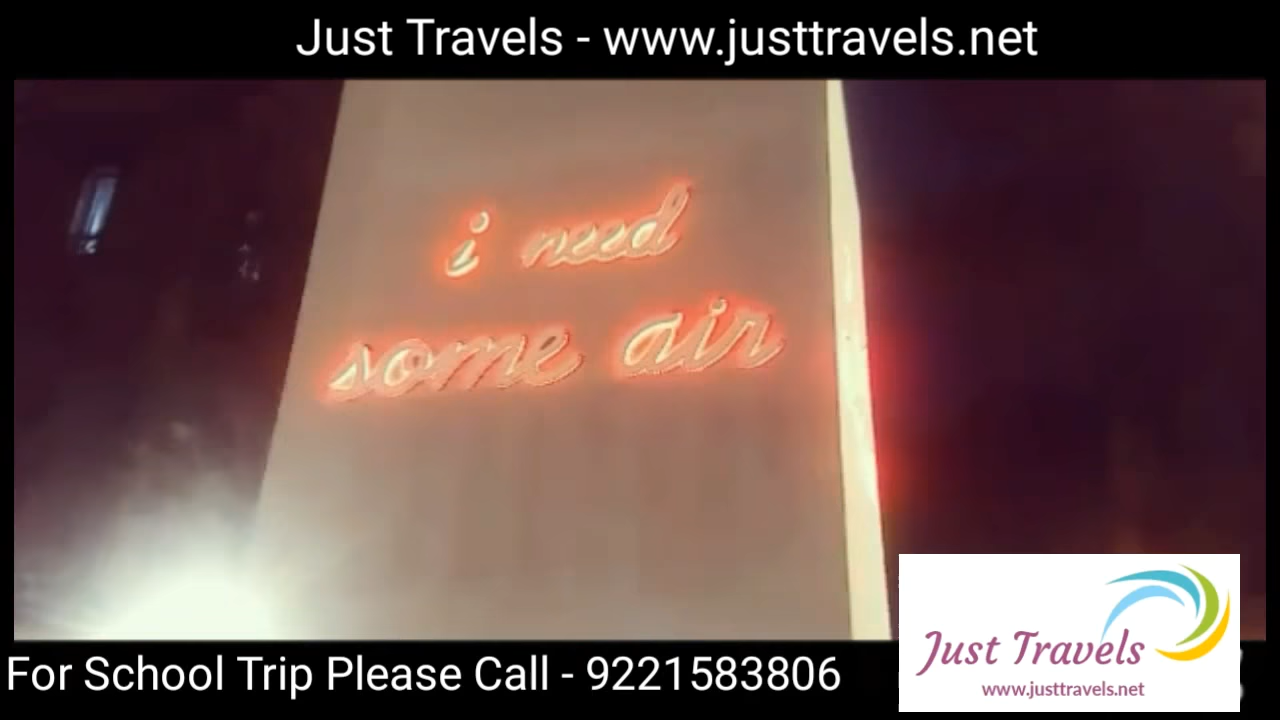 Just Travels - www.justtravels.net
i need
some air
For School Trip Please Call - 9221583806
Just Travels
www.justtravels.net